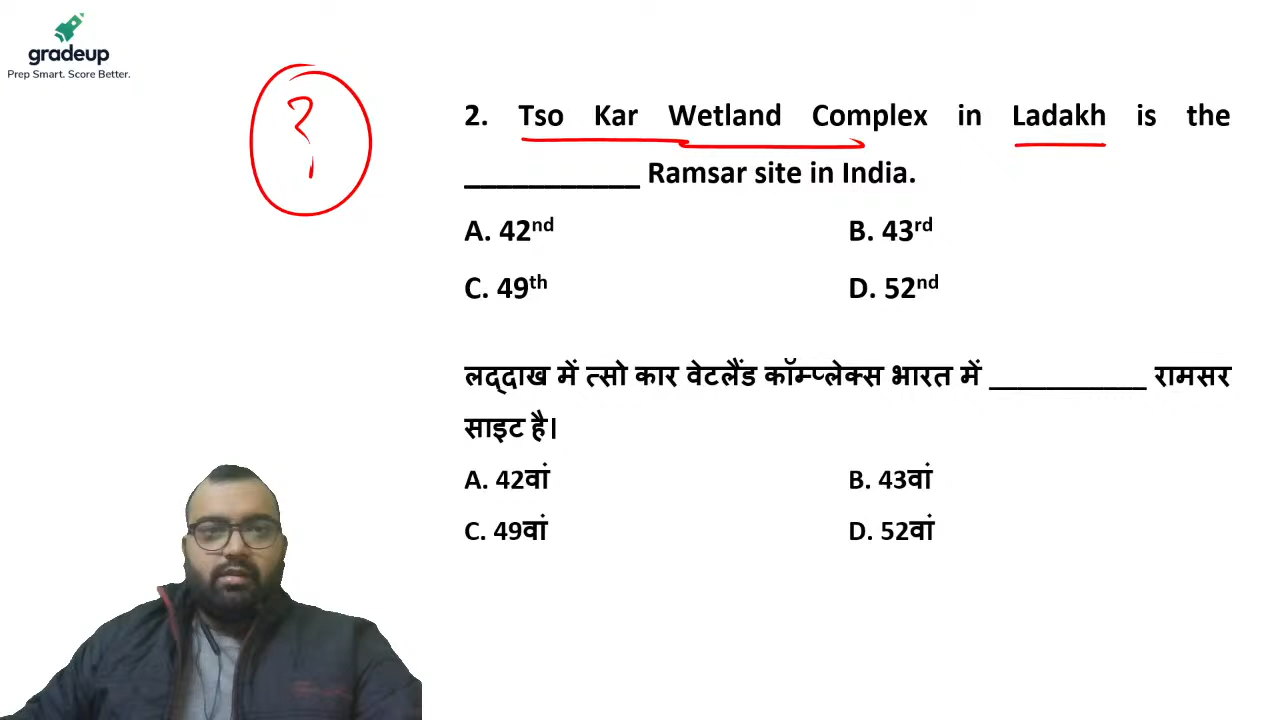 gradeup
Prep Smart. Score Better.
?
2. Tso Kar Wetland Complex in Ladakh is the
___________ Ramsar site in India.
A. 42nd B. 43rd
C. 49th D. 52nd
लद्दाख में त्सो कार वेटलैंड कॉम्प्लेक्स भारत में ___________ रामसर
साइट है।
A. 42वां B. 43वां
C. 49वां D. 52वां